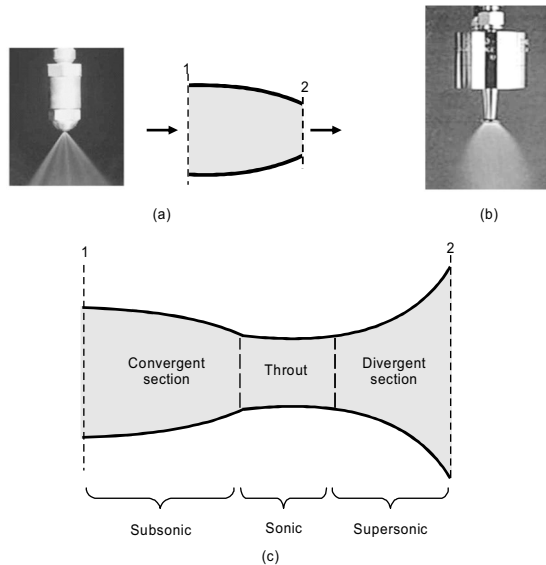 1
2
(a)
(b)
1
2
Convergent
section
Throut
Divergent
section
Subsonic
Sonic
Supersonic
(c)